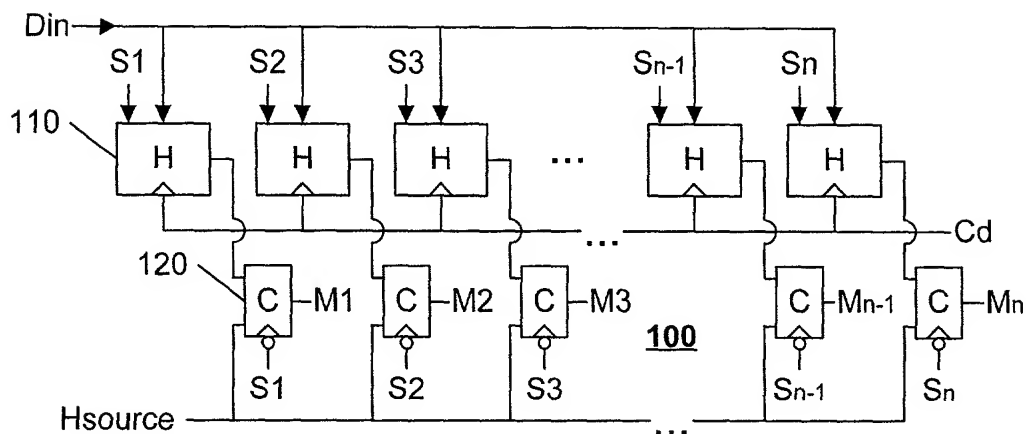 Din
S1 S2 S3 Sn-1 Sn
110
H H H ... H H
... Cd
120
C M1 C M2 C M3 C Mn-1 C Mn
100
S1 S2 S3 Sn-1 Sn
Hsource
...